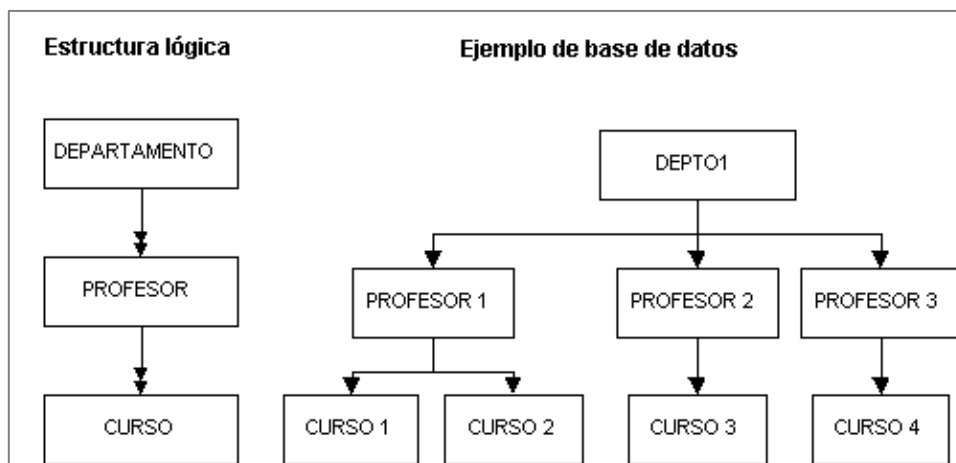 Estructura lógica
Ejemplo de base de datos
DEPARTAMENTO
DEPTO1
PROFESOR
PROFESOR 1
PROFESOR 2
PROFESOR 3
CURSO
CURSO 1
CURSO 2
CURSO 3
CURSO 4